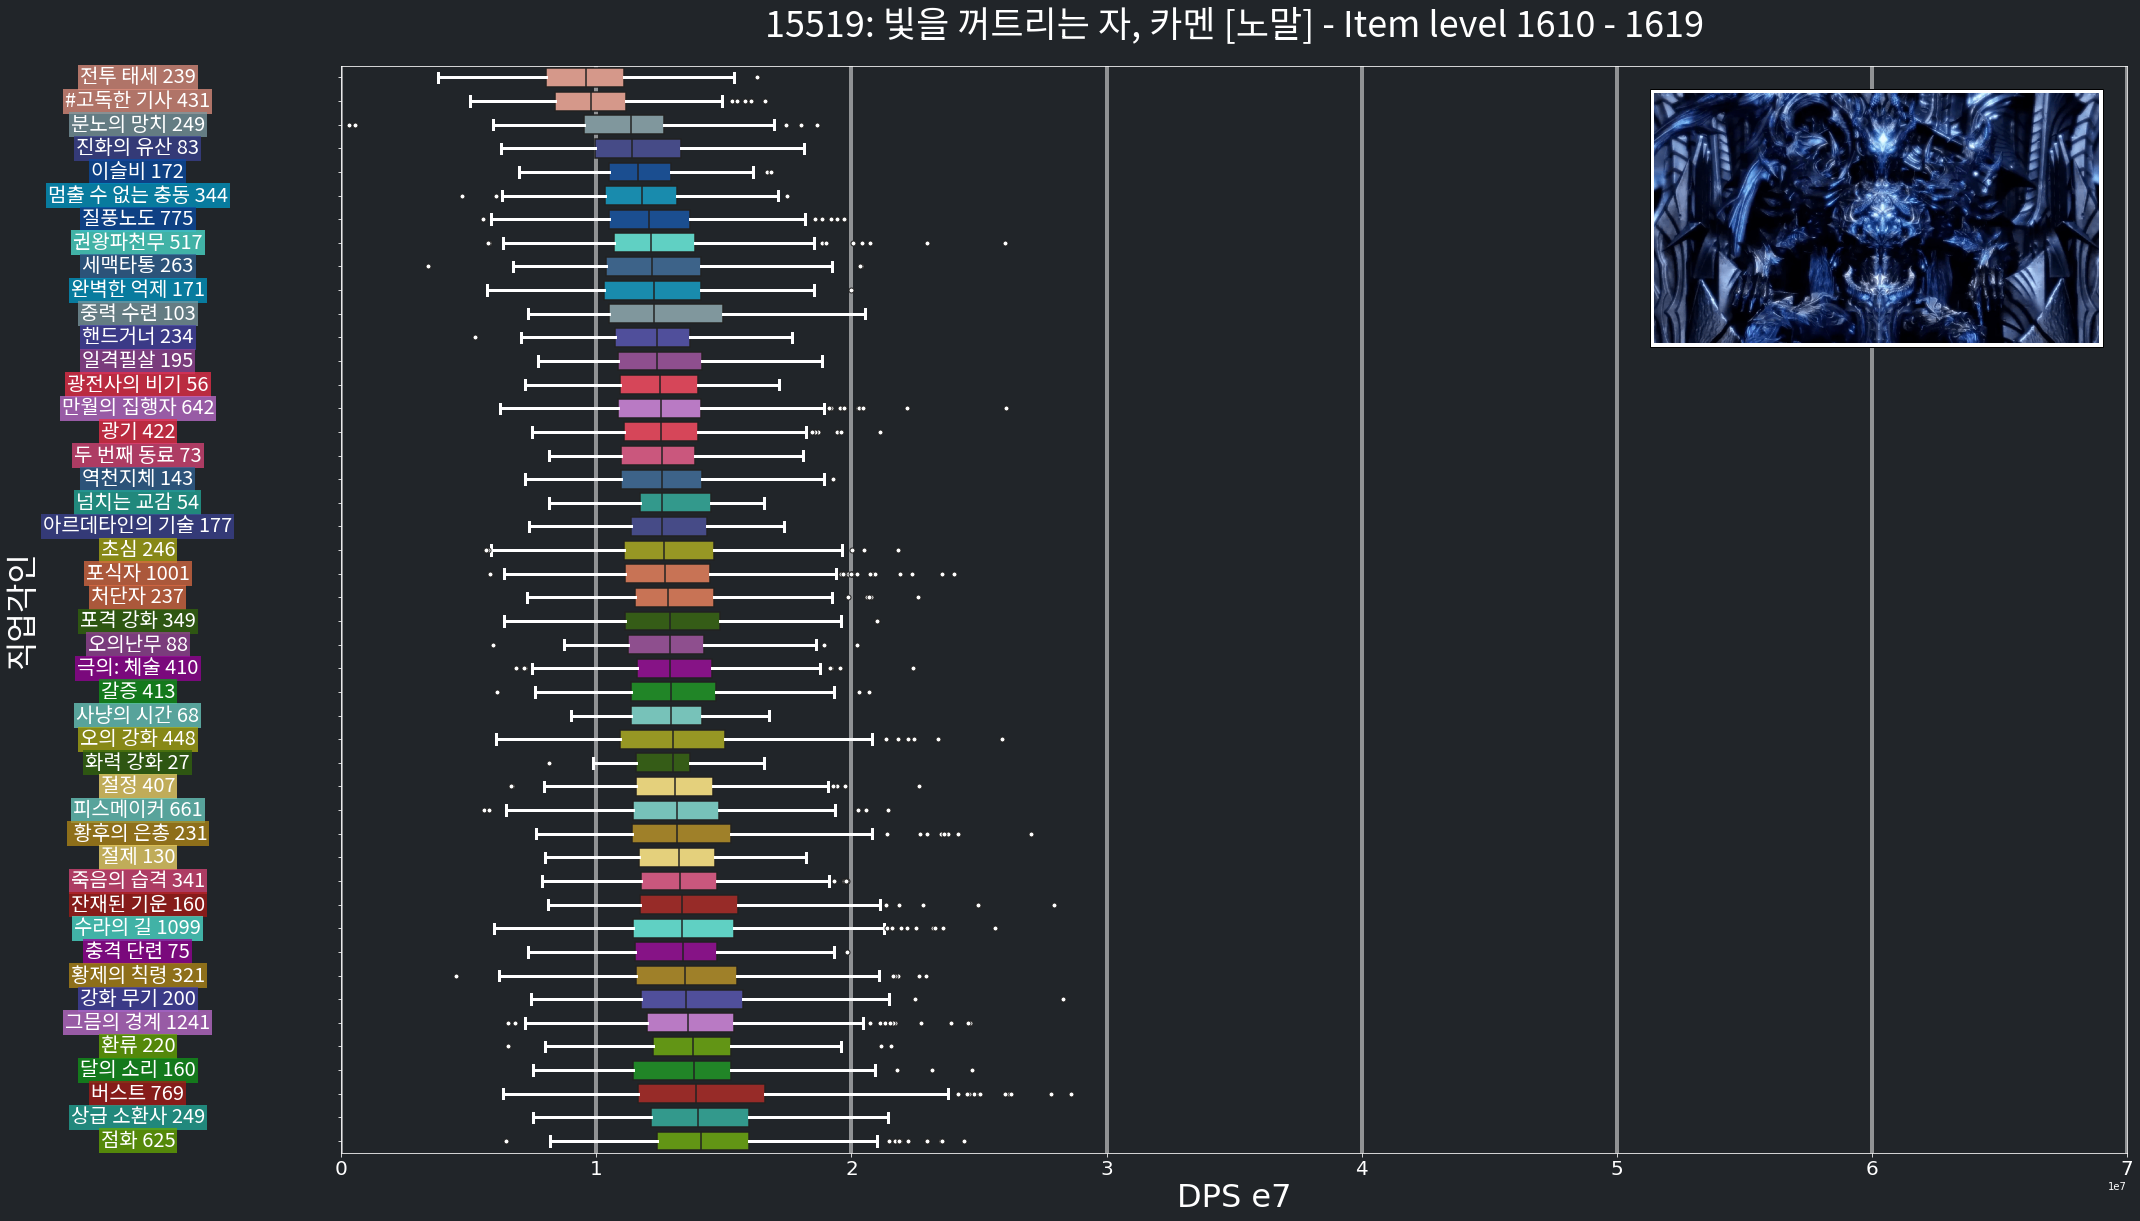 15519: 빛을 꺼트리는 자, 카멘 [노말] - Item level 1610 - 1619
직업각인
전투 태세 239
#고독한 기사 431
분노의 망치 249
진화의 유산 83
이슬비 172
멈출 수 없는 충동 344
질풍노도 775
권왕파천무 517
세맥타통 263
완벽한 억제 171
중력 수련 103
핸드거너 234
일격필살 195
광전사의 비기 56
만월의 집행자 642
광기 422
두 번째 동료 73
역천지체 143
넘치는 교감 54
아르데타인의 기술 177
초심 246
포식자 1001
처단자 237
포격 강화 349
오의난무 88
극의: 체술 410
갈증 413
사냥의 시간 68
오의 강화 448
화력 강화 27
절정 407
피스메이커 661
황후의 은총 231
절제 130
죽음의 습격 341
잔재된 기운 160
수라의 길 1099
충격 단련 75
황제의 칙령 321
강화 무기 200
그믐의 경계 1241
환류 220
달의 소리 160
버스트 769
상급 소환사 249
점화 625
0 1 2 3 4 5 6 7
1e7
DPS e7